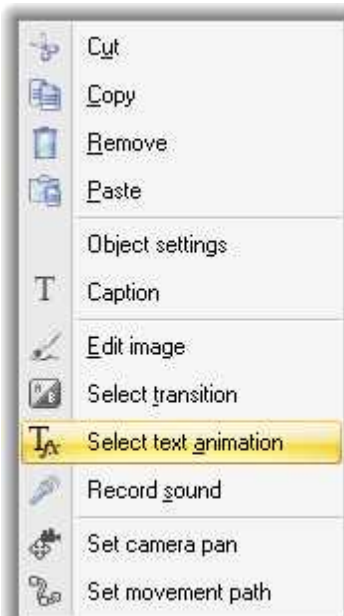 Cut
Copy
Remove
Paste
Object settings
T Caption
Edit image
Select transition
Tfx Select text animation
Record sound
Set camera pan
Set movement path